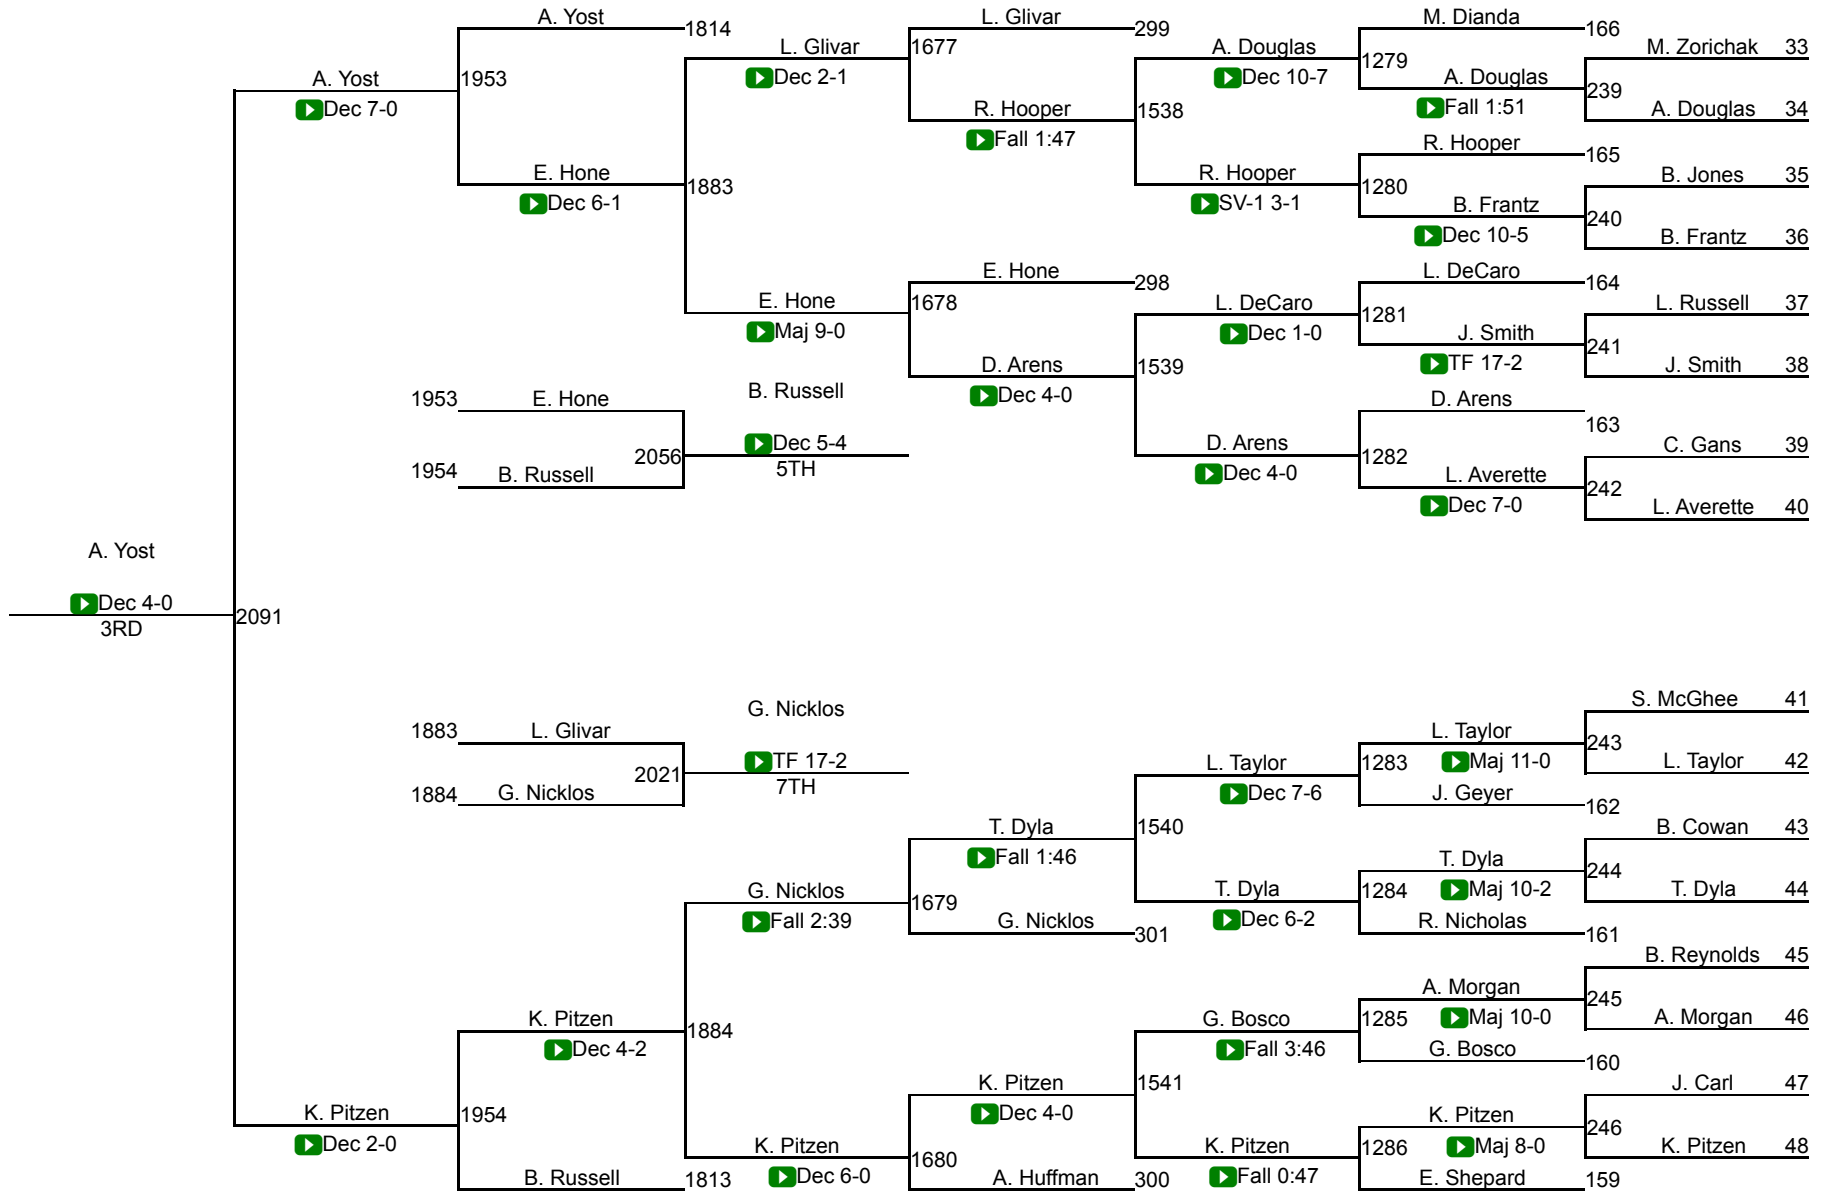 A. Yost
1814
L. Glivar
299
M. Dianda
166
L. Glivar
1677
A. Douglas
M. Zorichak 33
A. Yost
1953
Dec 2-1
Dec 10-7
1279
A. Douglas
239
Dec 7-0
R. Hooper
1538
Fall 1:51
A. Douglas 34
Fall 1:47
R. Hooper
165
E. Hone
1883
R. Hooper
1280
B. Jones 35
Dec 6-1
SV-1 3-1
B. Frantz
240
Dec 10-5
B. Frantz 36
E. Hone
298
L. DeCaro
164
E. Hone
1678
L. DeCaro
1281
L. Russell 37
Maj 9-0
Dec 1-0
J. Smith
241
D. Arens
1539
TF 17-2
J. Smith 38
1953
E. Hone
B. Russell
Dec 4-0
D. Arens
163
Dec 5-4
D. Arens
1282
C. Gans 39
1954
B. Russell
2056
5TH
Dec 4-0
L. Averette
242
Dec 7-0
L. Averette 40
A. Yost
Dec 4-0
3RD
2091
S. McGhee 41
G. Nicklos
1883
L. Glivar
L. Taylor
243
TF 17-2
L. Taylor
1283
Maj 11-0
L. Taylor 42
2021
7TH
Dec 7-6
J. Geyer
162
1884
G. Nicklos
T. Dyla
1540
B. Cowan 43
Fall 1:46
T. Dyla
244
G. Nicklos
1679
T. Dyla
1284
Maj 10-2
T. Dyla 44
Fall 2:39
G. Nicklos
301
Dec 6-2
R. Nicholas
161
B. Reynolds 45
A. Morgan
245
K. Pitzen
1884
G. Bosco
1285
Maj 10-0
A. Morgan 46
Dec 4-2
Fall 3:46
G. Bosco
160
K. Pitzen
1541
J. Carl 47
K. Pitzen
1954
Dec 4-0
K. Pitzen
246
Dec 2-0
K. Pitzen
1680
K. Pitzen
1286
Maj 8-0
K. Pitzen 48
B. Russell
1813
Dec 6-0
A. Huffman
300
Fall 0:47
E. Shepard
159